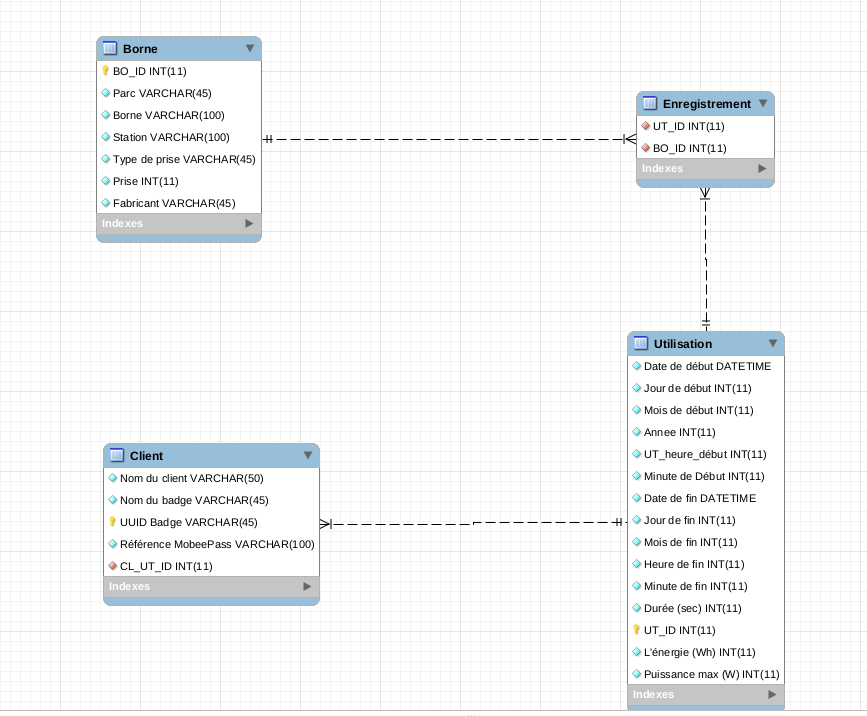 Borne
BO_ID INT(11)
Parc VARCHAR(45)
Borne VARCHAR(100)
Station VARCHAR(100)
Type de prise VARCHAR(45)
Prise INT(11)
Fabricant VARCHAR(45)
Indexes
Enregistrement
UT_ID INT(11)
BO_ID INT(11)
Indexes
Client
Nom du client VARCHAR(50)
Nom du badge VARCHAR(45)
UUID Badge VARCHAR(45)
Référence MobeePass VARCHAR(100)
CL_UT_ID INT(11)
Indexes
Utilisation
Date de début DATETIME
Jour de début INT(11)
Mois de début INT(11)
Annee INT(11)
UT_heure_début INT(11)
Minute de Début INT(11)
Date de fin DATETIME
Jour de fin INT(11)
Mois de fin INT(11)
Heure de fin INT(11)
Minute de fin INT(11)
Durée (sec) INT(11)
UT_ID INT(11)
L'énergie (Wh) INT(11)
Puissance max (W) INT(11)
Indexes